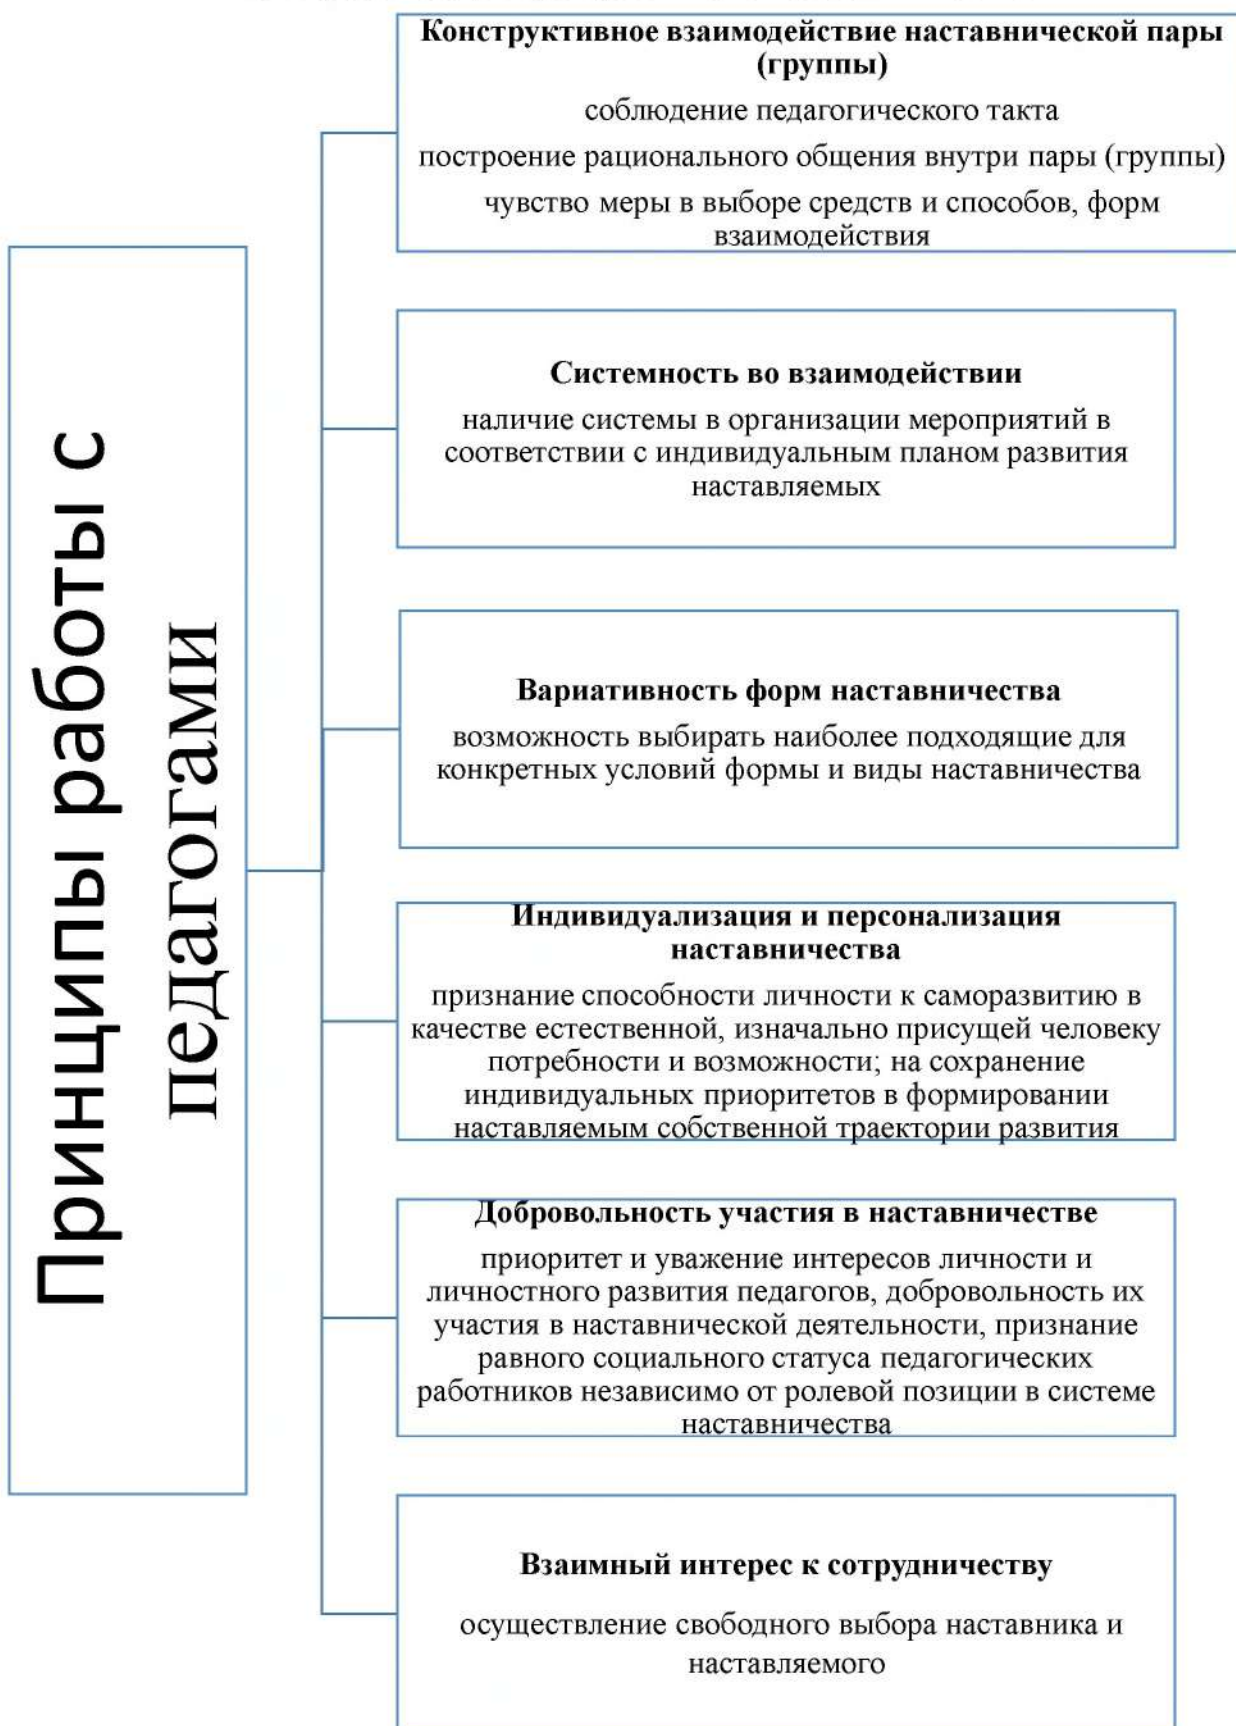 Принципы работы с
педагогами
Конструктивное взаимодействие наставнической пары
(группы)
соблюдение педагогического такта
построение рационального общения внутри пары (группы)
чувство меры в выборе средств и способов, форм
взаимодействия
Системность во взаимодействии
наличие системы в организации мероприятий в
соответствии с индивидуальным планом развития
наставляемых
Вариативность форм наставничества
возможность выбирать наиболее подходящие для
конкретных условий формы и виды наставничества
Индивидуализация и персонализация
наставничества
признание способности личности к саморазвитию в
качестве естественной, изначально присущей человеку
потребности и возможности; на сохранение
индивидуальных приоритетов в формировании
наставляемым собственной траектории развития
Добровольность участия в наставничестве
приоритет и уважение интересов личности и
личностного развития педагогов, добровольность их
участия в наставнической деятельности, признание
равного социального статуса педагогических
работников независимо от ролевой позиции в системе
наставничества
Взаимный интерес к сотрудничеству
осуществление свободного выбора наставника и
наставляемого